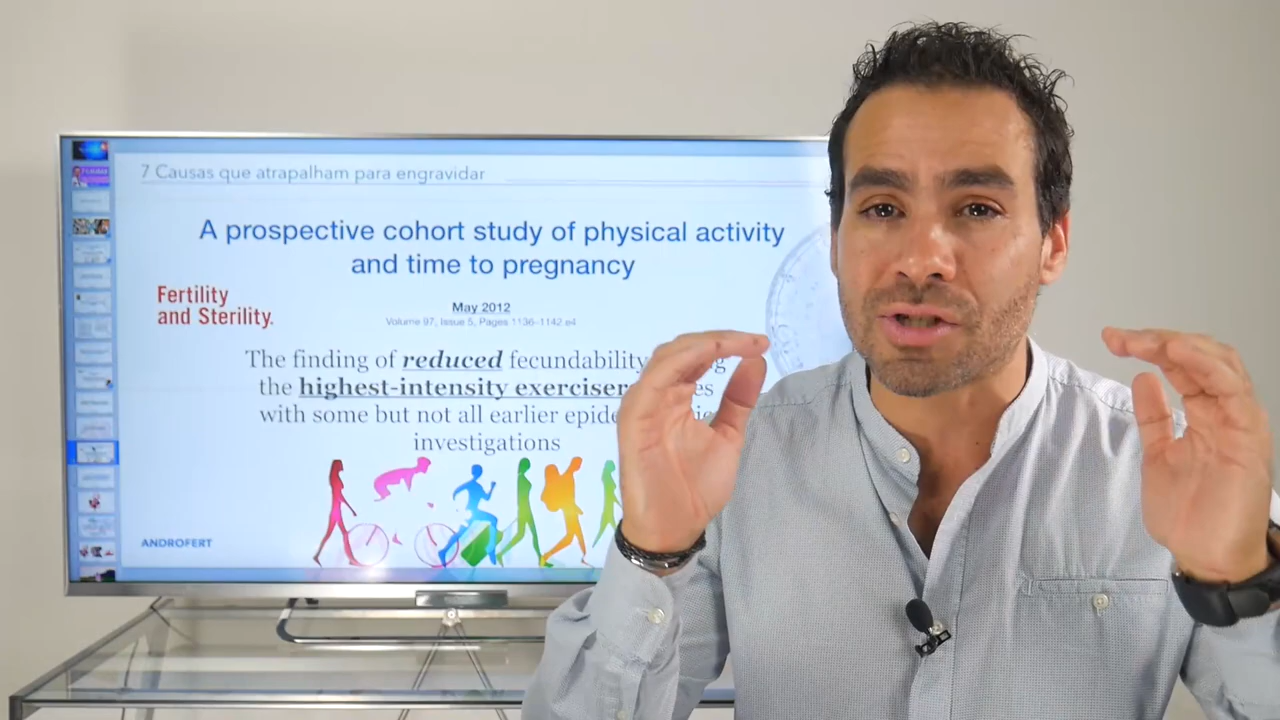 7 Causas que atrapalham para engravidar
A prospective cohort study of physical activity
and time to pregnancy
Fertility
and Sterility.
May 2012
Volume 97, Issue 5, Pages 1136-1142.e4
The finding of reduced fecundability
the highest-intensity exercisers
with some but not all earlier
investigations
ANDROFERT